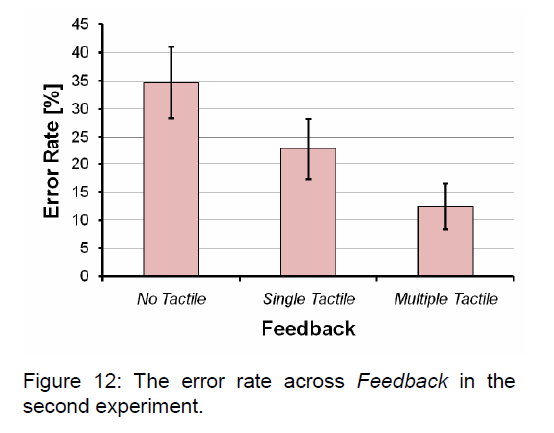 45
40
35
30
25
20
15
10
5
0
Error Rate [%]
No Tactile Single Tactile Multiple Tactile
Feedback
Figure 12: The error rate across Feedback in the
second experiment.